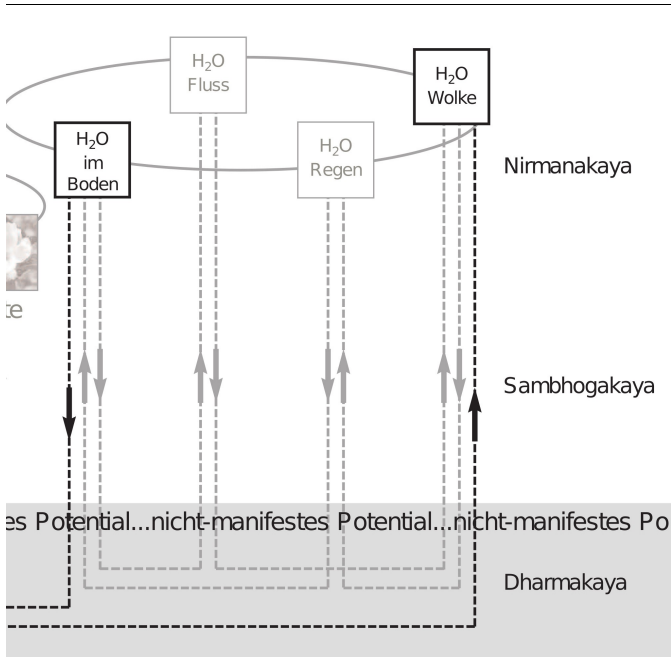 H₂O
Fluss
H₂O
Wolke
H₂O
im
Boden
H₂O
Regen
Nirmanakaya
te
Sambhogakaya
es Potential...nicht-manifestes Potential...nicht-manifestes Po
Dharmakaya